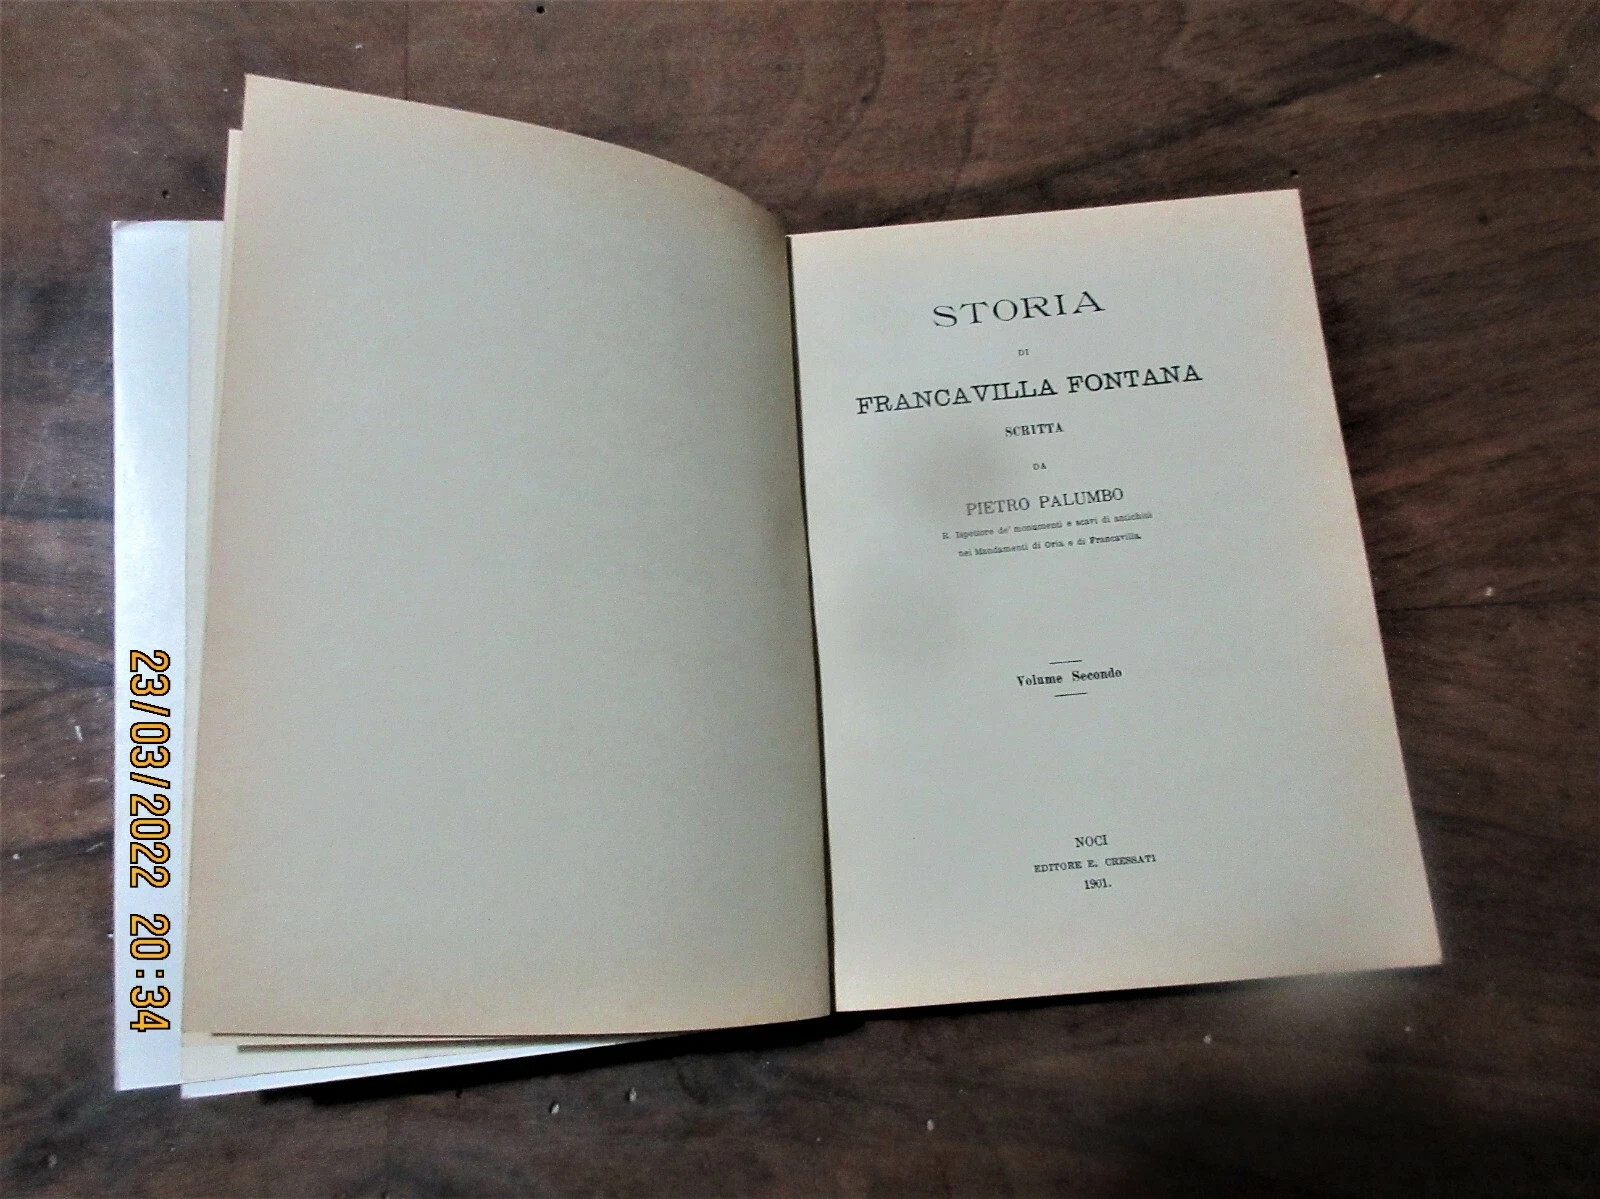 STORIA
DI
FRANCAVILLA FONTANA
SCRITTA
DA
PIETRO PALUMBO
R. Ispettore de' monumenti e scavi di antichità
nei Mandamenti di Oria e di Francavilla.
Volume Secondo
NOCI
EDITORE E. CRESSATI
1901.
23/03/2022 20:34